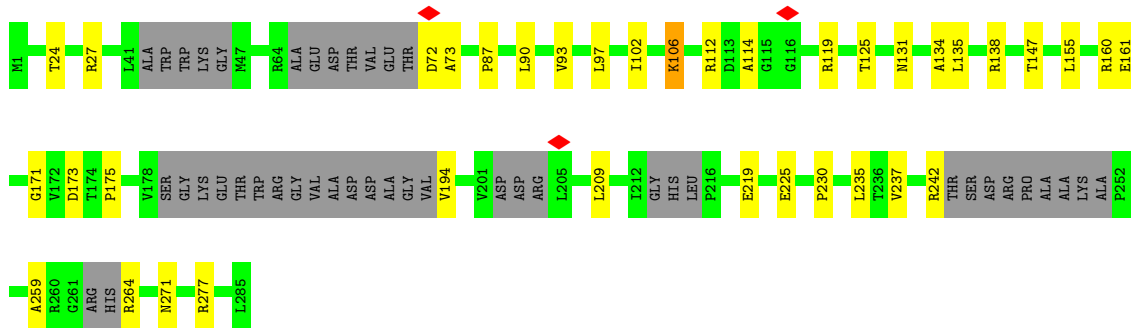 M1 T24 R27 L41 ALA TRP TRP LYS GLY M47 R64 ALA GLU ASP THR VAL GLU THR D72 A73 P87 L90 V93 L97 I102 K106 R112 D113 A114 G115 G116 R119 T125 N131 A134 L135 R138 T147 L155 R160 E161
G171 V172 D173 T174 P175 V178 SER GLY LYS GLU THR TRP ARG GLY VAL ALA ASP ASP ALA GLY VAL V194 V201 ASP ASP ARG L205 L209 I212 GLY HIS LEU P216 E219 E225 P230 L235 T236 V237 R242 THR SER ASP ARG PRO ALA ALA LYS ALA P252
A259 R260 G261 ARG HIS R264 N271 R277 L285